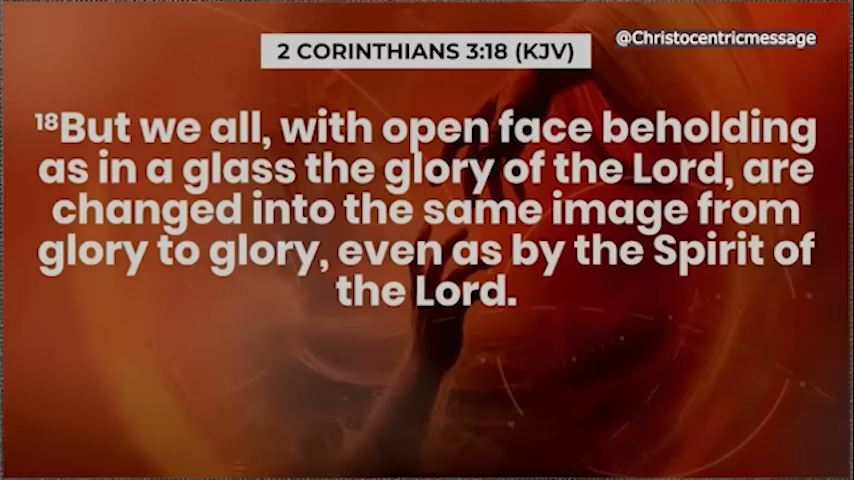 2 CORINTHIANS 3:18 (KJV)
@Christocentricmessage
¹⁸But we all, with open face beholding
as in a glass the glory of the Lord, are
changed into the same image from
glory to glory, even as by the Spirit of
the Lord.